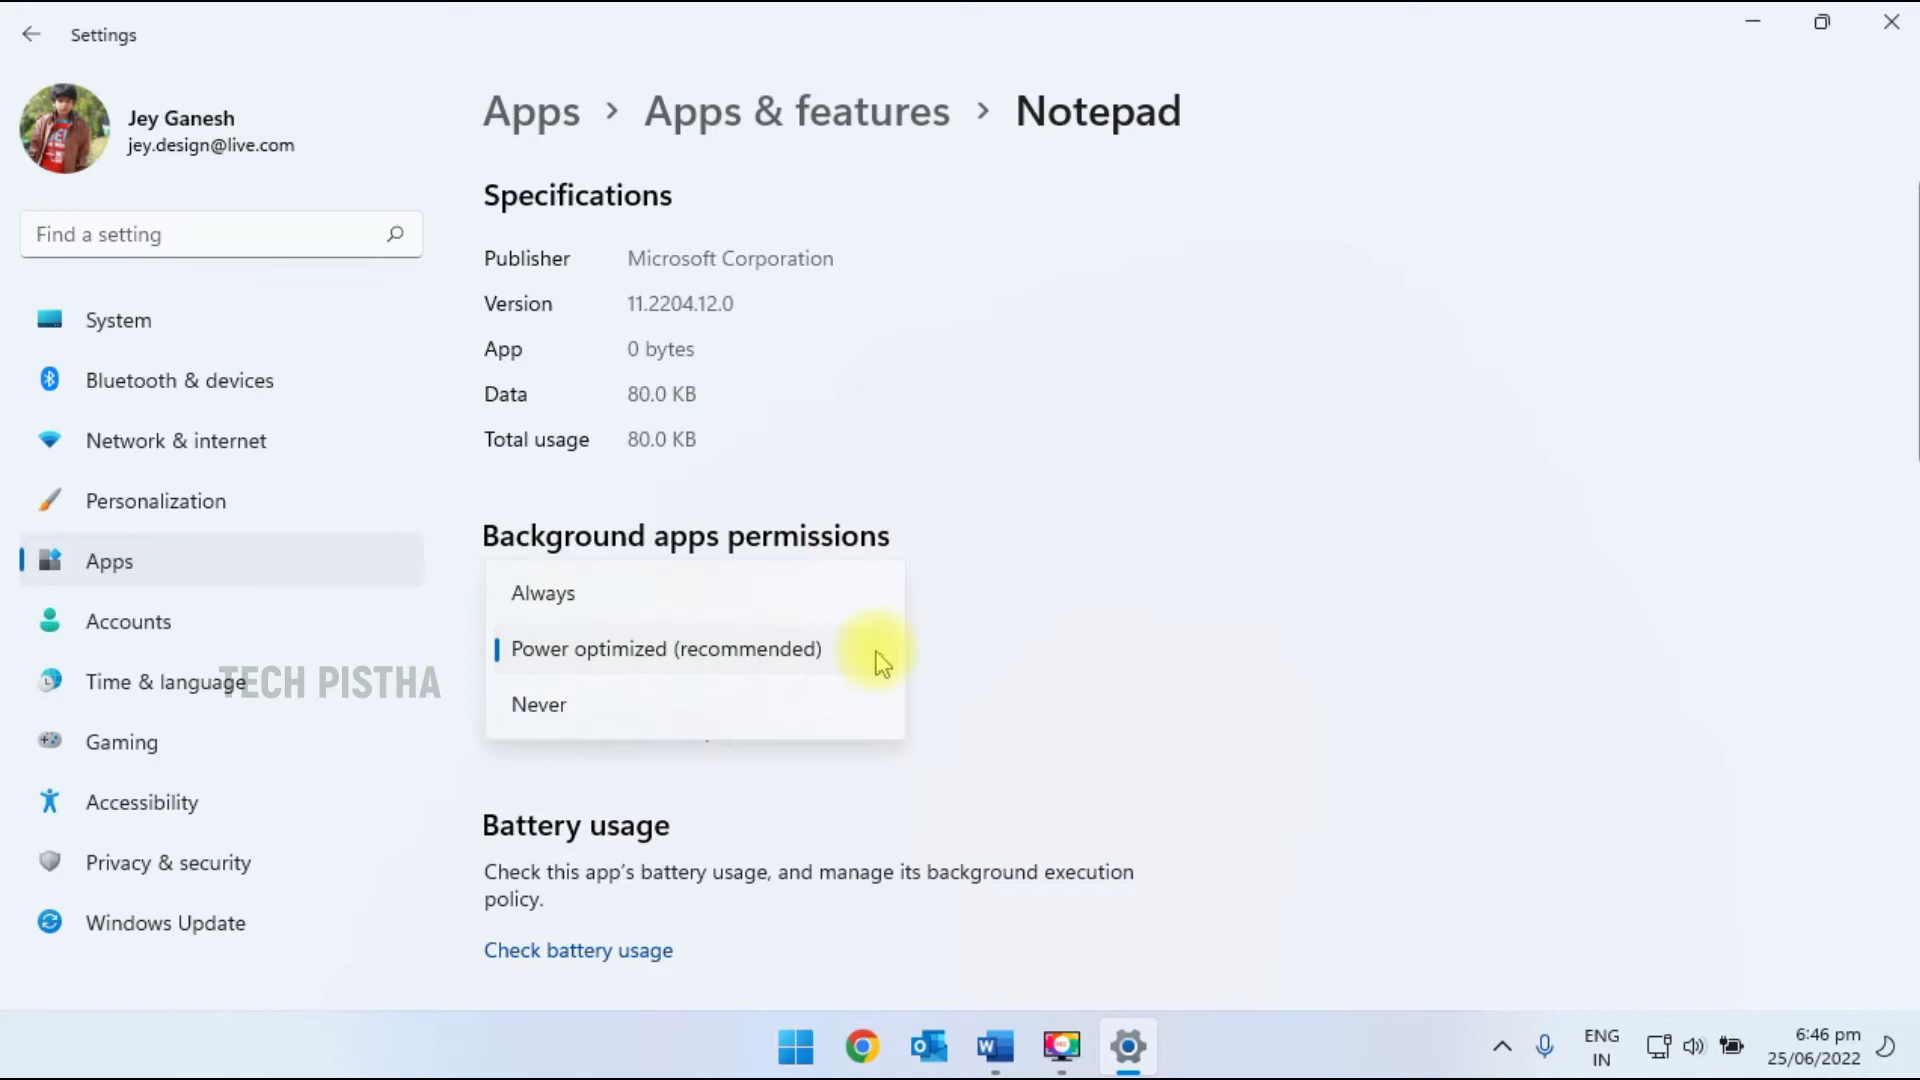 Settings
Jey Ganesh
jey.design@live.com
Find a setting
System
Bluetooth & devices
Network & internet
Personalization
Apps
Accounts
Time & language
Gaming
Accessibility
Privacy & security
Windows Update
TECH PISTHA
Apps > Apps & features > Notepad
Specifications
Publisher Microsoft Corporation
Version 11.2204.12.0
App 0 bytes
Data 80.0 KB
Total usage 80.0 KB
Background apps permissions
Always
Power optimized (recommended)
Never
Battery usage
Check this app's battery usage, and manage its background execution
policy.
Check battery usage
ENG
IN
6:46 pm
25/06/2022